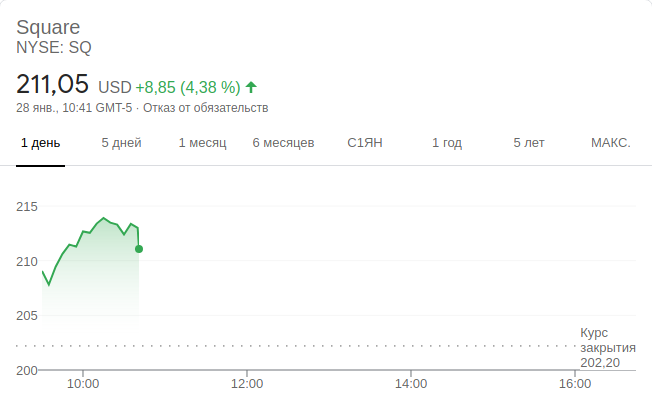 Square
NYSE: SQ
211,05 USD +8,85 (4,38 %)
28 янв., 10:41 GMT-5 · Отказ от обязательств
1 день 5 дней 1 месяц 6 месяцев С1ЯН 1 год 5 лет МАКС.
215
210
205
Курс
закрытия
202,20
200
10:00 12:00 14:00 16:00